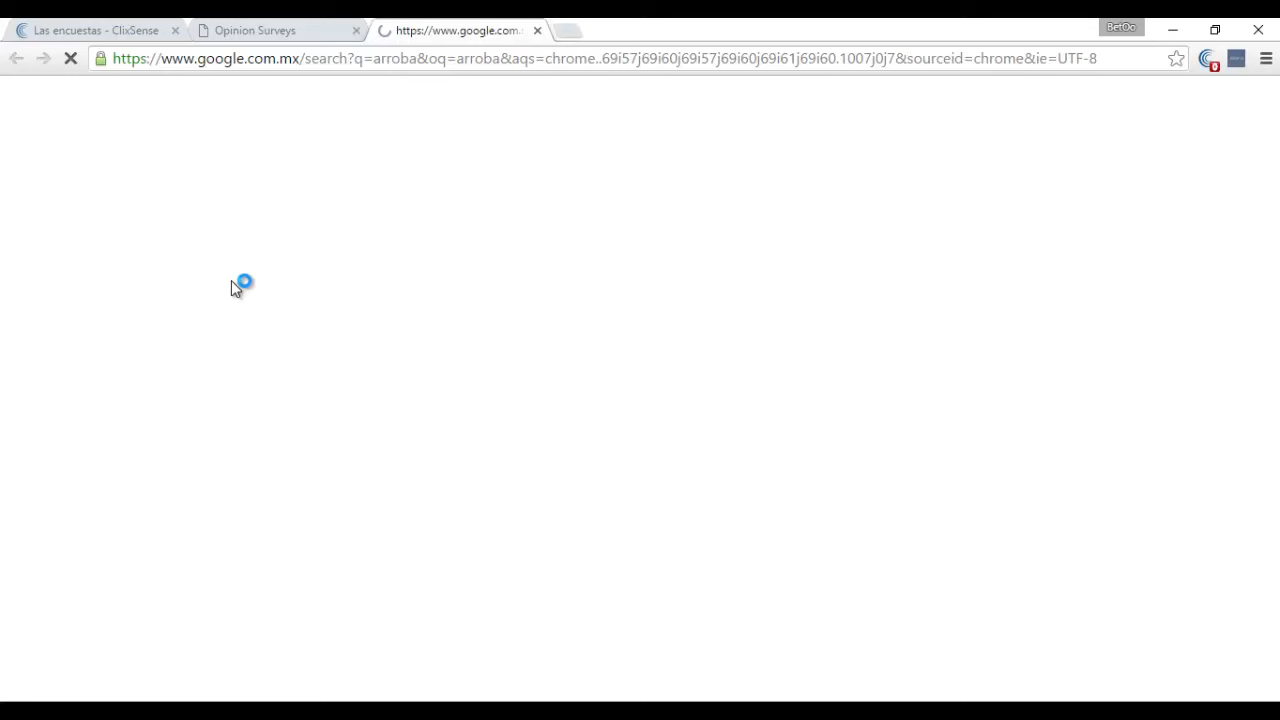 Las encuestas - ClixSense
Opinion Surveys
https://www.google.com.
BetOo
https://www.google.com.mx/search?q=arroba&oq=arroba&aqs=chrome..69i57j69i60j69i57j69i60j69i61j69i60.1007j0j7&sourceid=chrome&ie=UTF-8
0